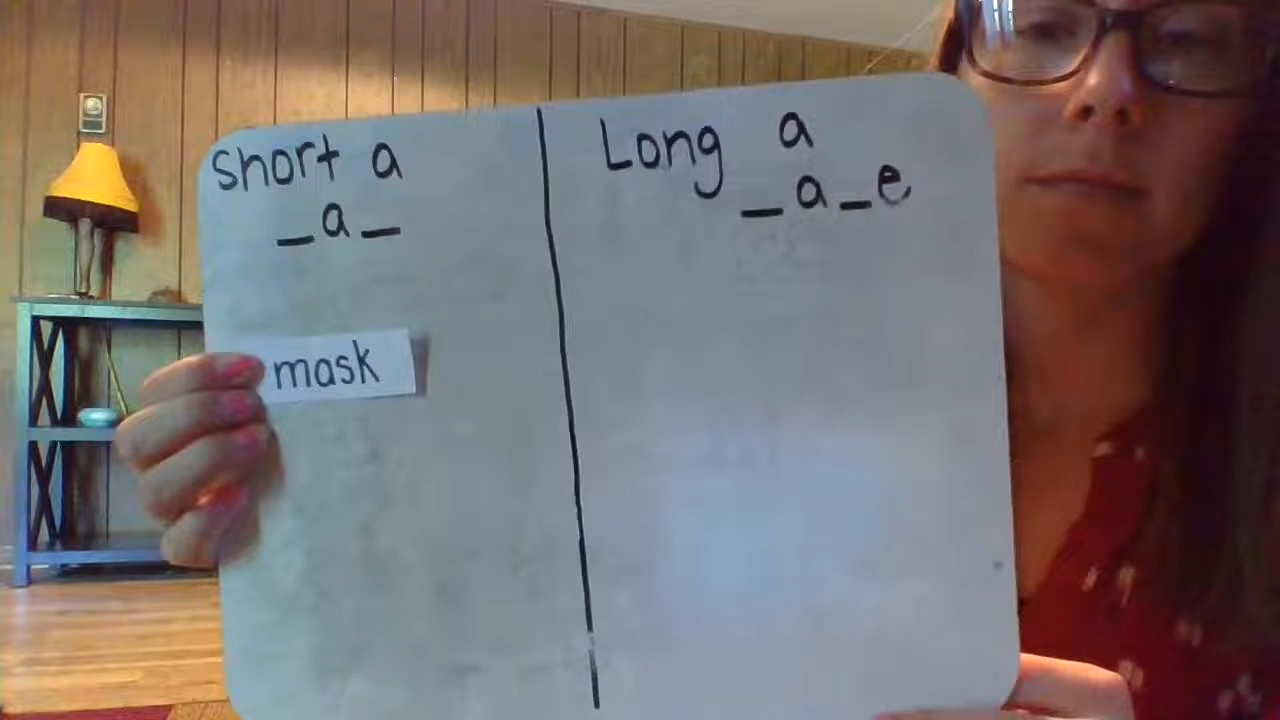 short a
_a_
mask
Long a
_a_e